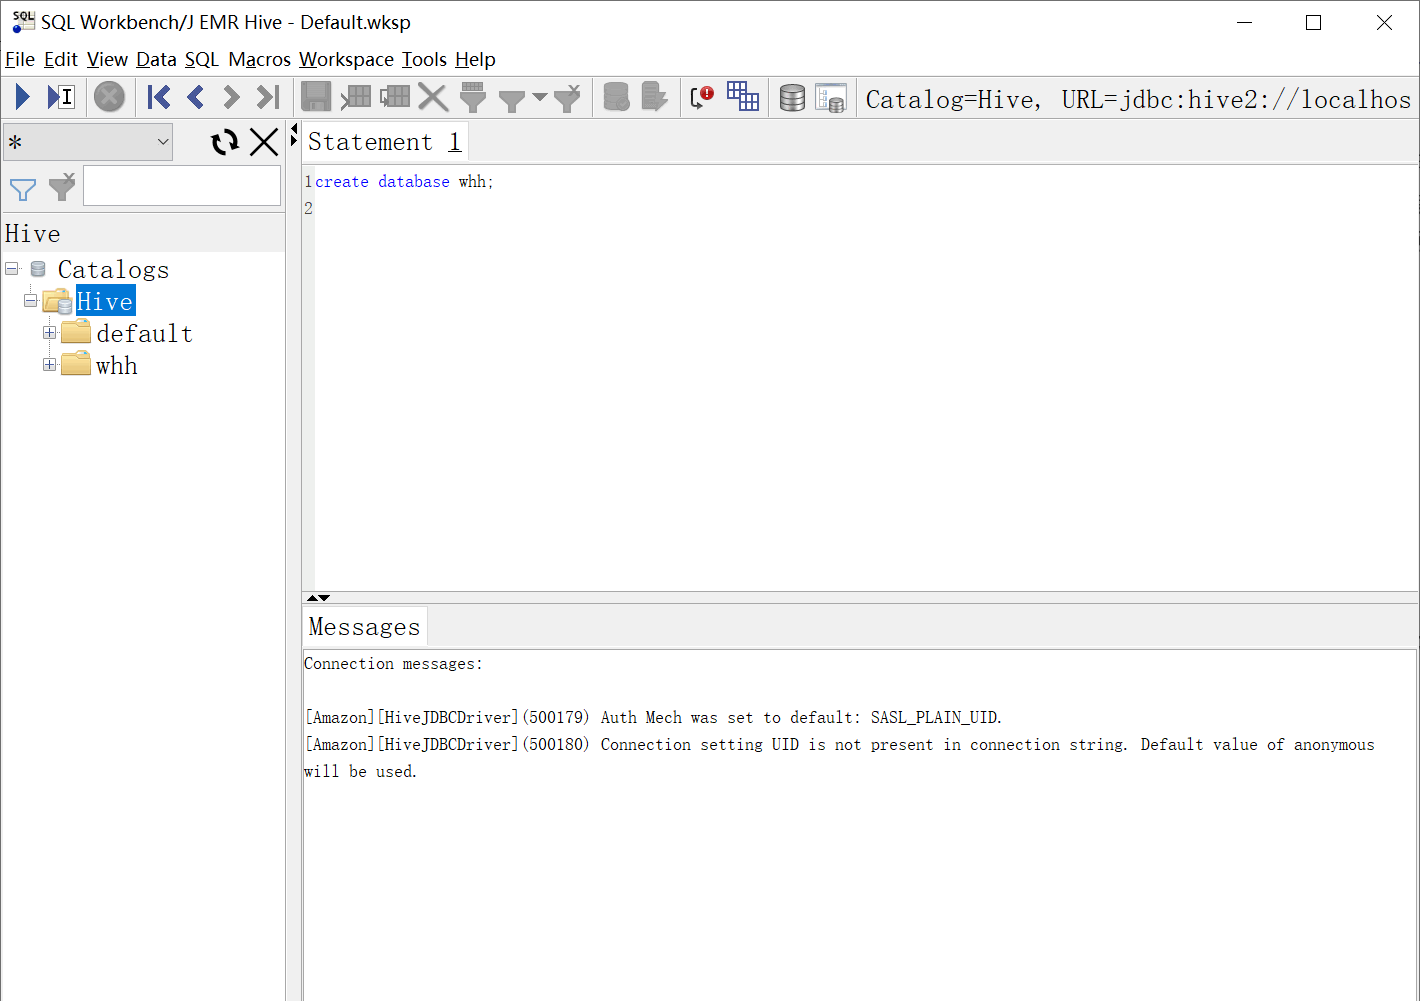 SQL Workbench/J EMR Hive - Default.wksp
File Edit View Data SQL Macros Workspace Tools Help
Catalog=Hive, URL=jdbc:hive2://localhos
*
Statement 1
1 create database whh;
2
Hive
Catalogs
Hive
default
whh
Messages
Connection messages:
[Amazon][HiveJDBCDriver](500179) Auth Mech was set to default: SASL_PLAIN_UID.
[Amazon][HiveJDBCDriver](500180) Connection setting UID is not present in connection string. Default value of anonymous
will be used.